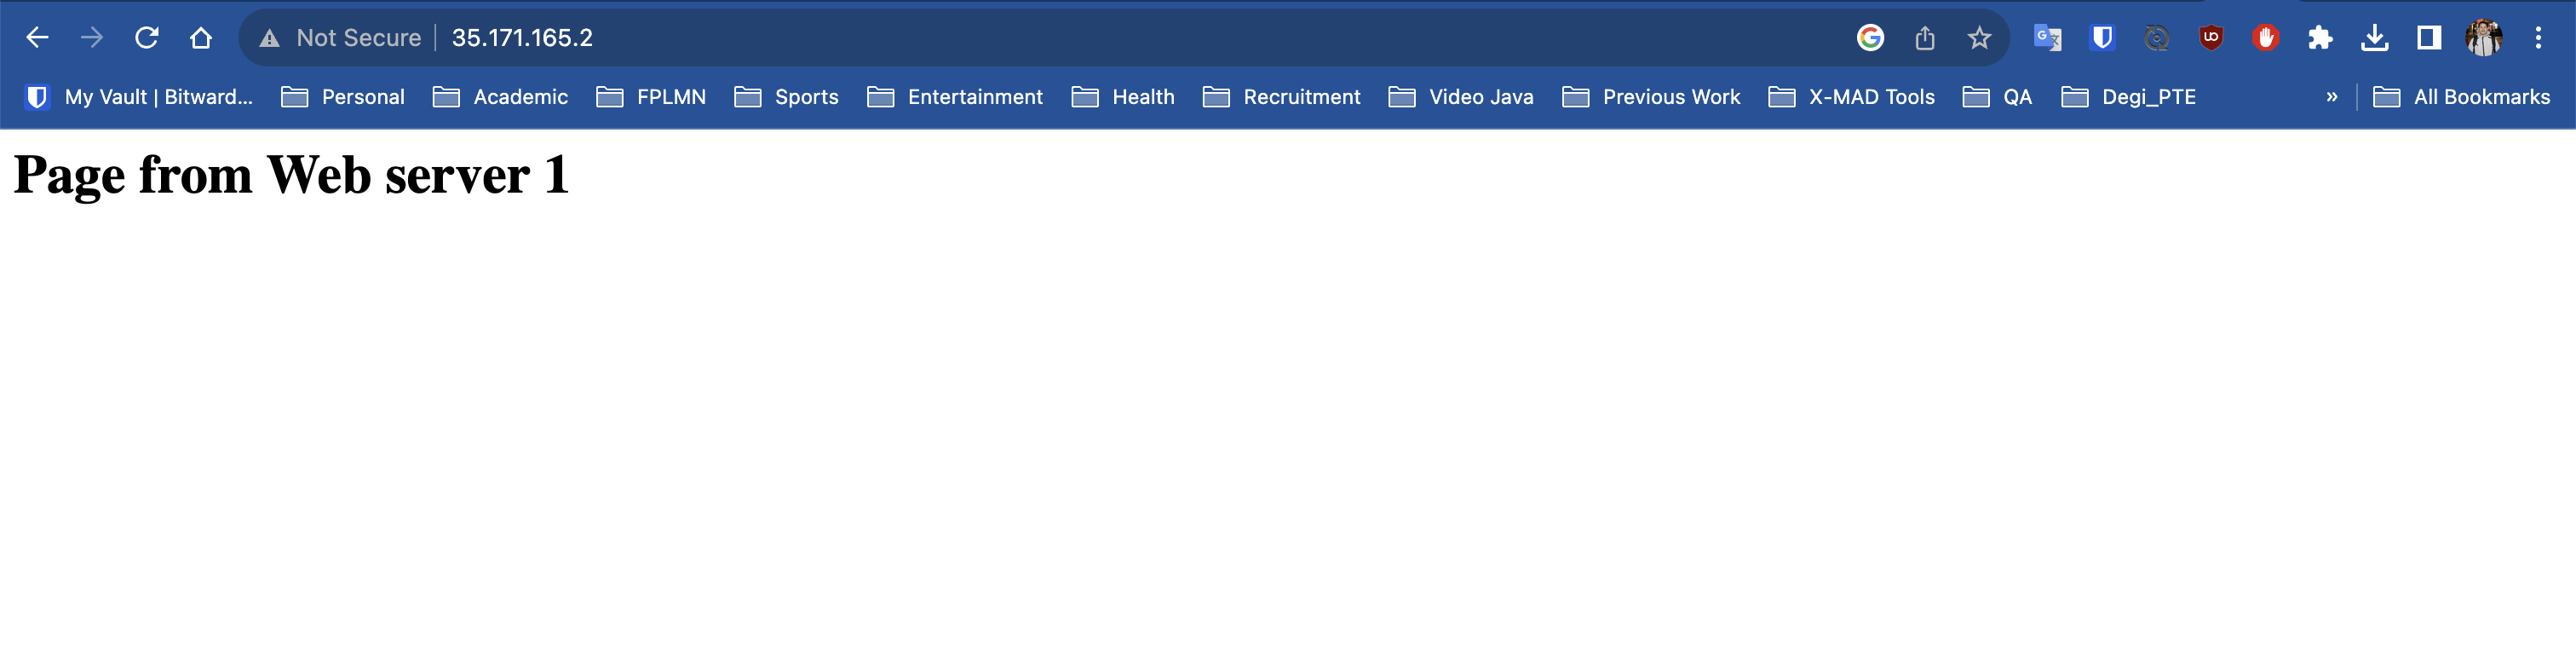 Not Secure 35.171.165.2
My Vault | Bitward... Personal Academic FPLMN Sports Entertainment Health Recruitment Video Java Previous Work X-MAD Tools QA Degi_PTE » All Bookmarks
Page from Web server 1